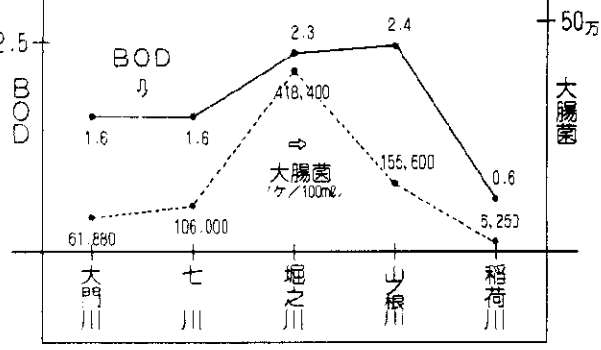 2.5
50万
BOD
⇩
BOD
大腸菌
2.3
2.4
1.6
1.6
418,400
⇨
大腸菌
ケ/100mℓ
155,600
0.6
61,880
106,000
5,250
大門川
七川
堀之川
山ノ根川
稲荷川